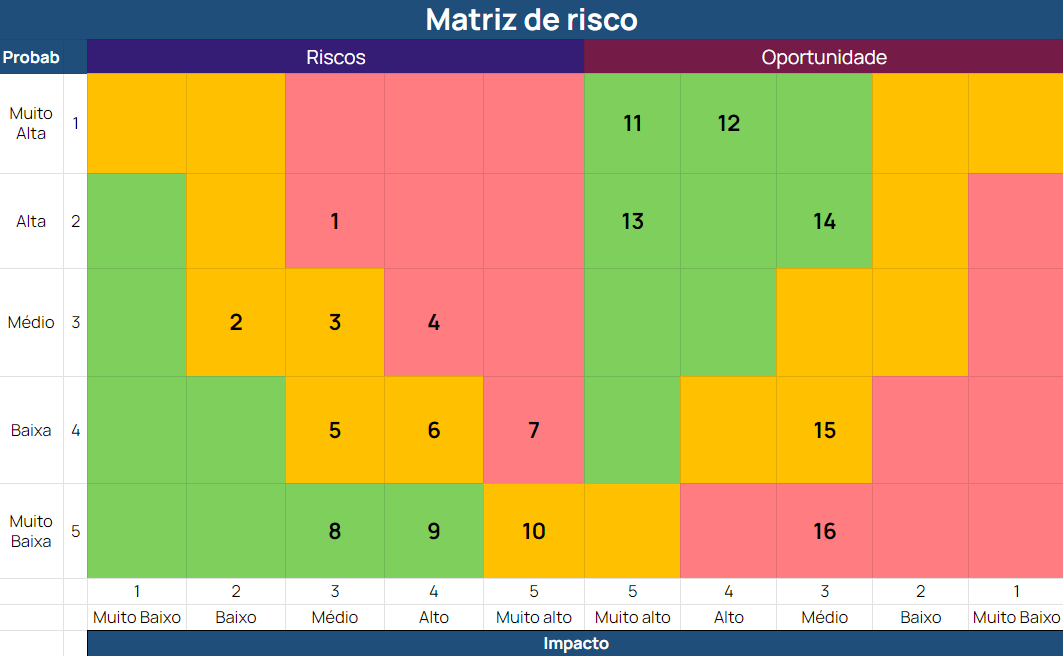 Matriz de risco
Probab Riscos Oportunidade
Muito
Alta 1 11 12
Alta 2 1 13 14
Médio 3 2 3 4
Baixa 4 5 6 7 15
Muito
Baixa 5 8 9 10 16
1 2 3 4 5 5 4 3 2 1
Muito Baixo Baixo Médio Alto Muito alto Muito alto Alto Médio Baixo Muito Baixo
Impacto